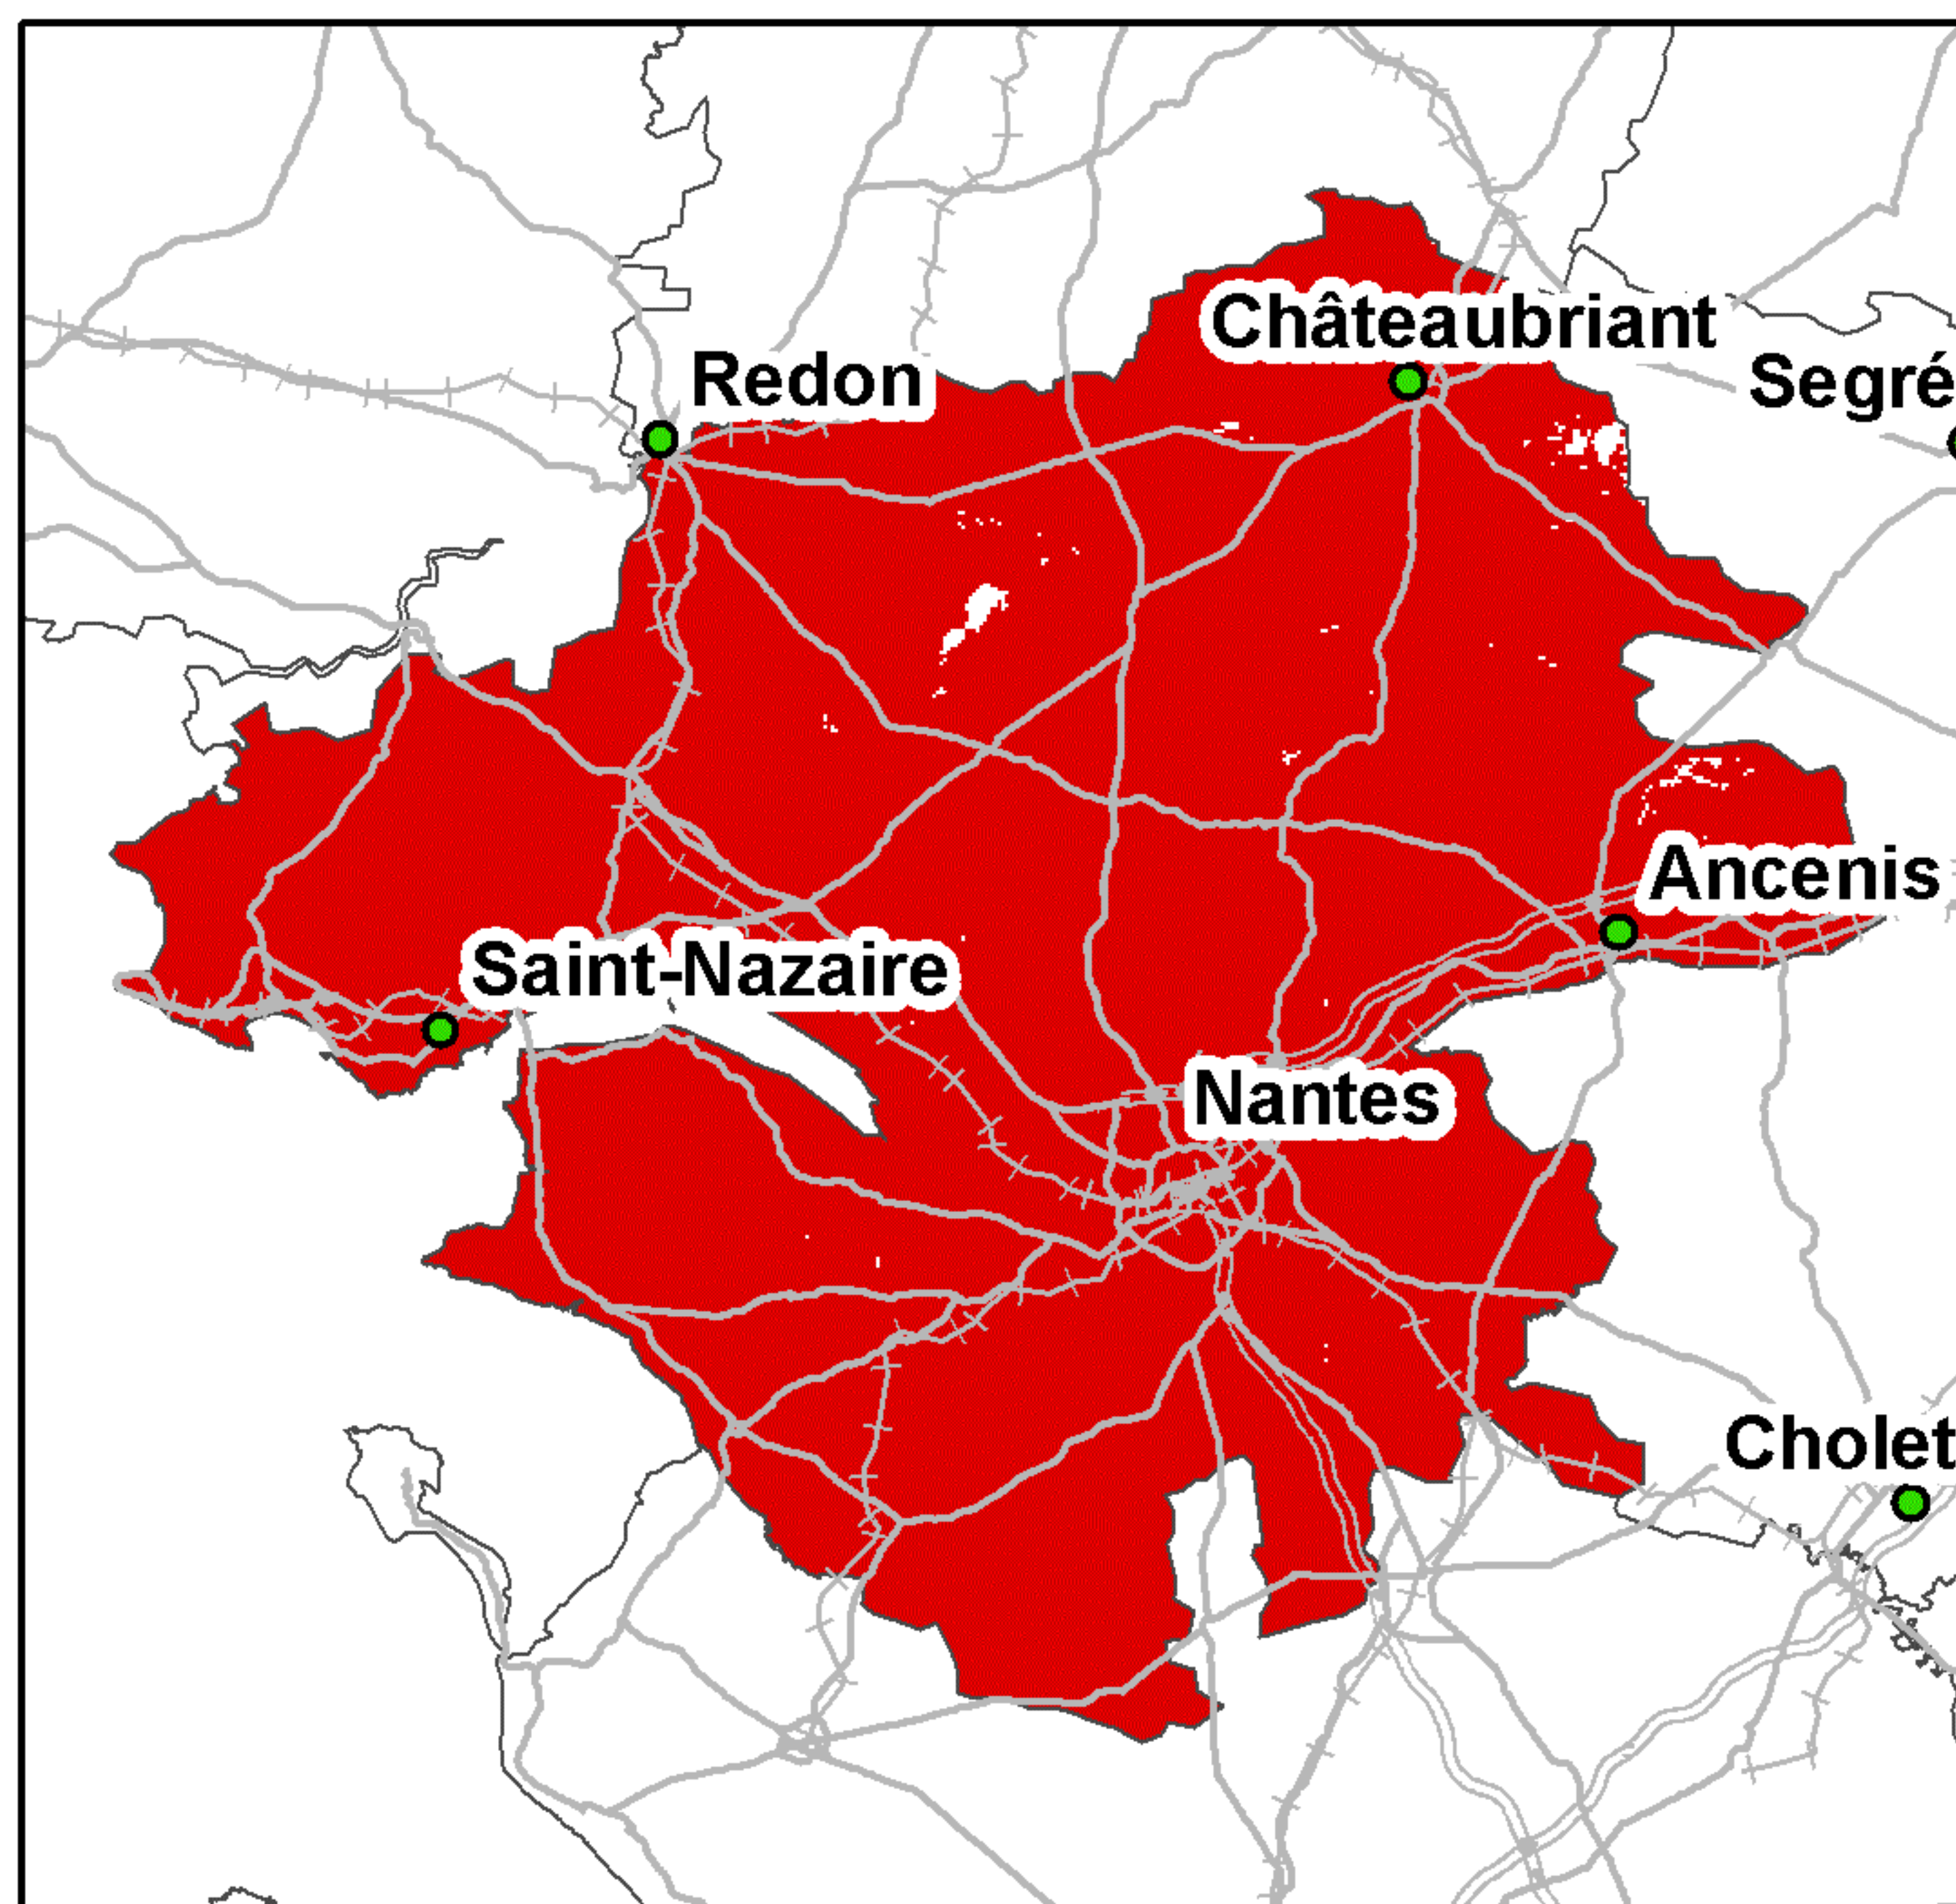 Châteaubriant
Redon
Segré
Ancenis
Saint-Nazaire
Nantes
Cholet